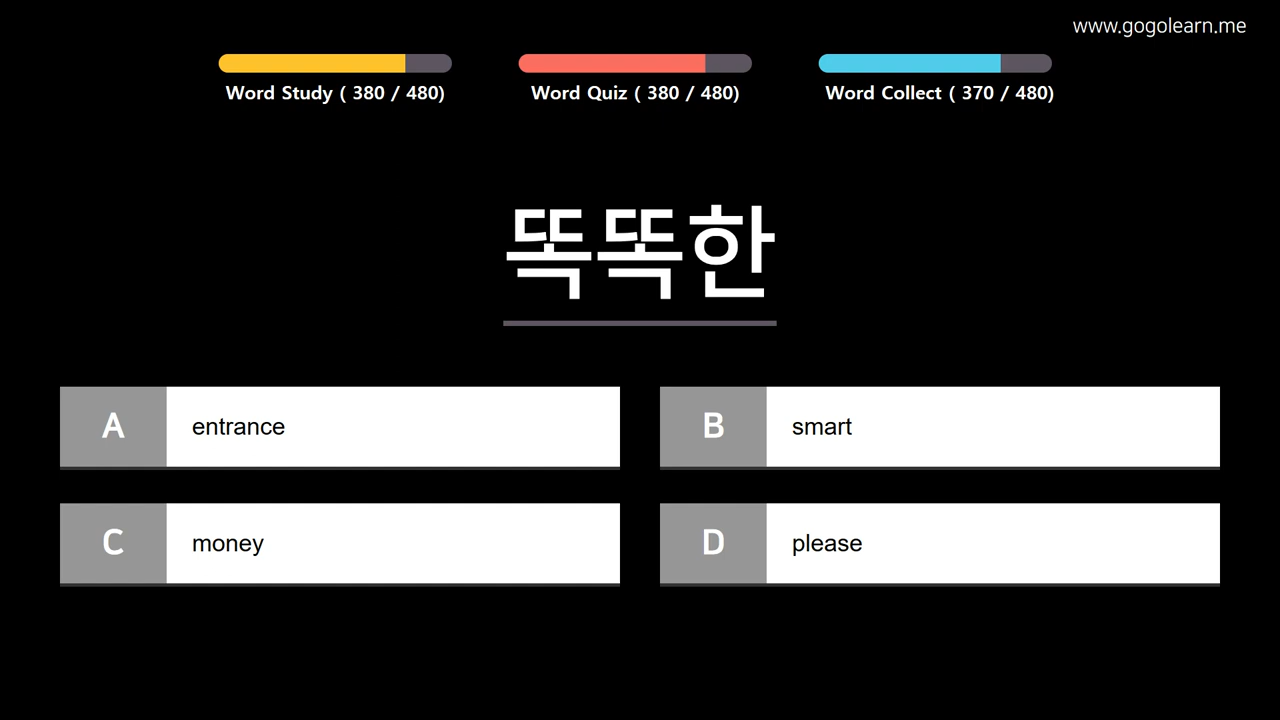 www.gogolearn.me
Word Study ( 380 / 480)
Word Quiz ( 380 / 480)
Word Collect ( 370 / 480)
똑똑한
A entrance
B smart
C money
D please